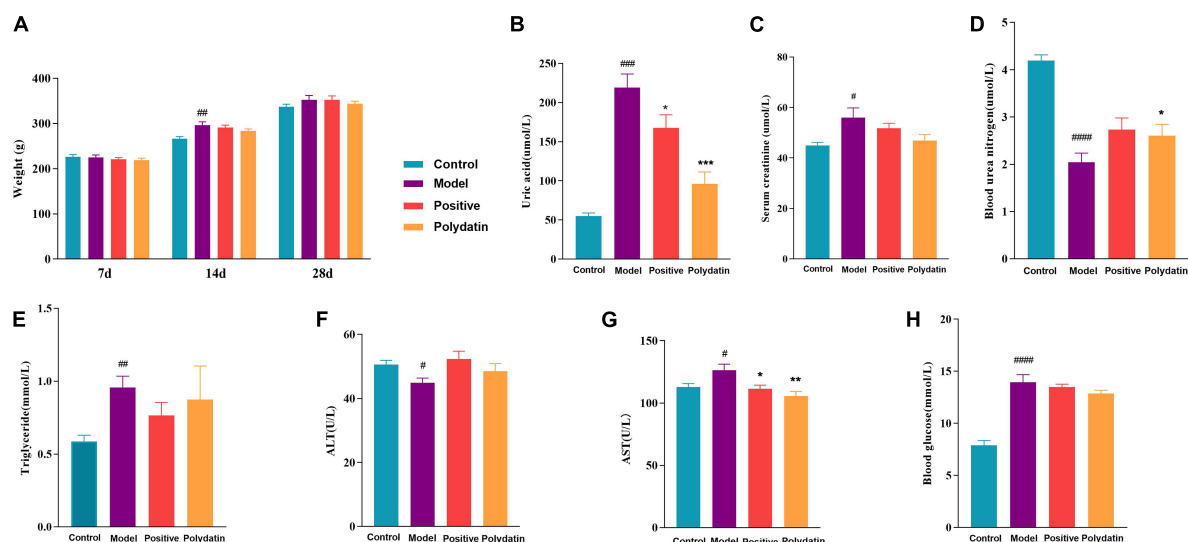 A
Weight (g)
400
300
200
100
0
7d
14d
28d
##
Control
Model
Positive
Polydatin
B
Uric acid(umol/L)
250
200
150
100
50
0
###
*
***
Control
Model
Positive
Polydatin
C
Serum creatinine (umol/L)
80
60
40
20
0
#
Control
Model
Positive
Polydatin
D
Blood urea nitrogen(umol/L)
5
4
3
2
1
0
####
*
Control
Model
Positive
Polydatin
E
Triglyceride(mmol/L)
1.5
1.0
0.5
0.0
##
Control
Model
Positive
Polydatin
F
ALT(U/L)
60
40
20
0
#
Control
Model
Positive
Polydatin
G
AST(U/L)
150
100
50
0
#
*
**
Control
Model
Positive
Polydatin
H
Blood glucose(mmol/L)
20
15
10
5
0
####
Control
Model
Positive
Polydatin